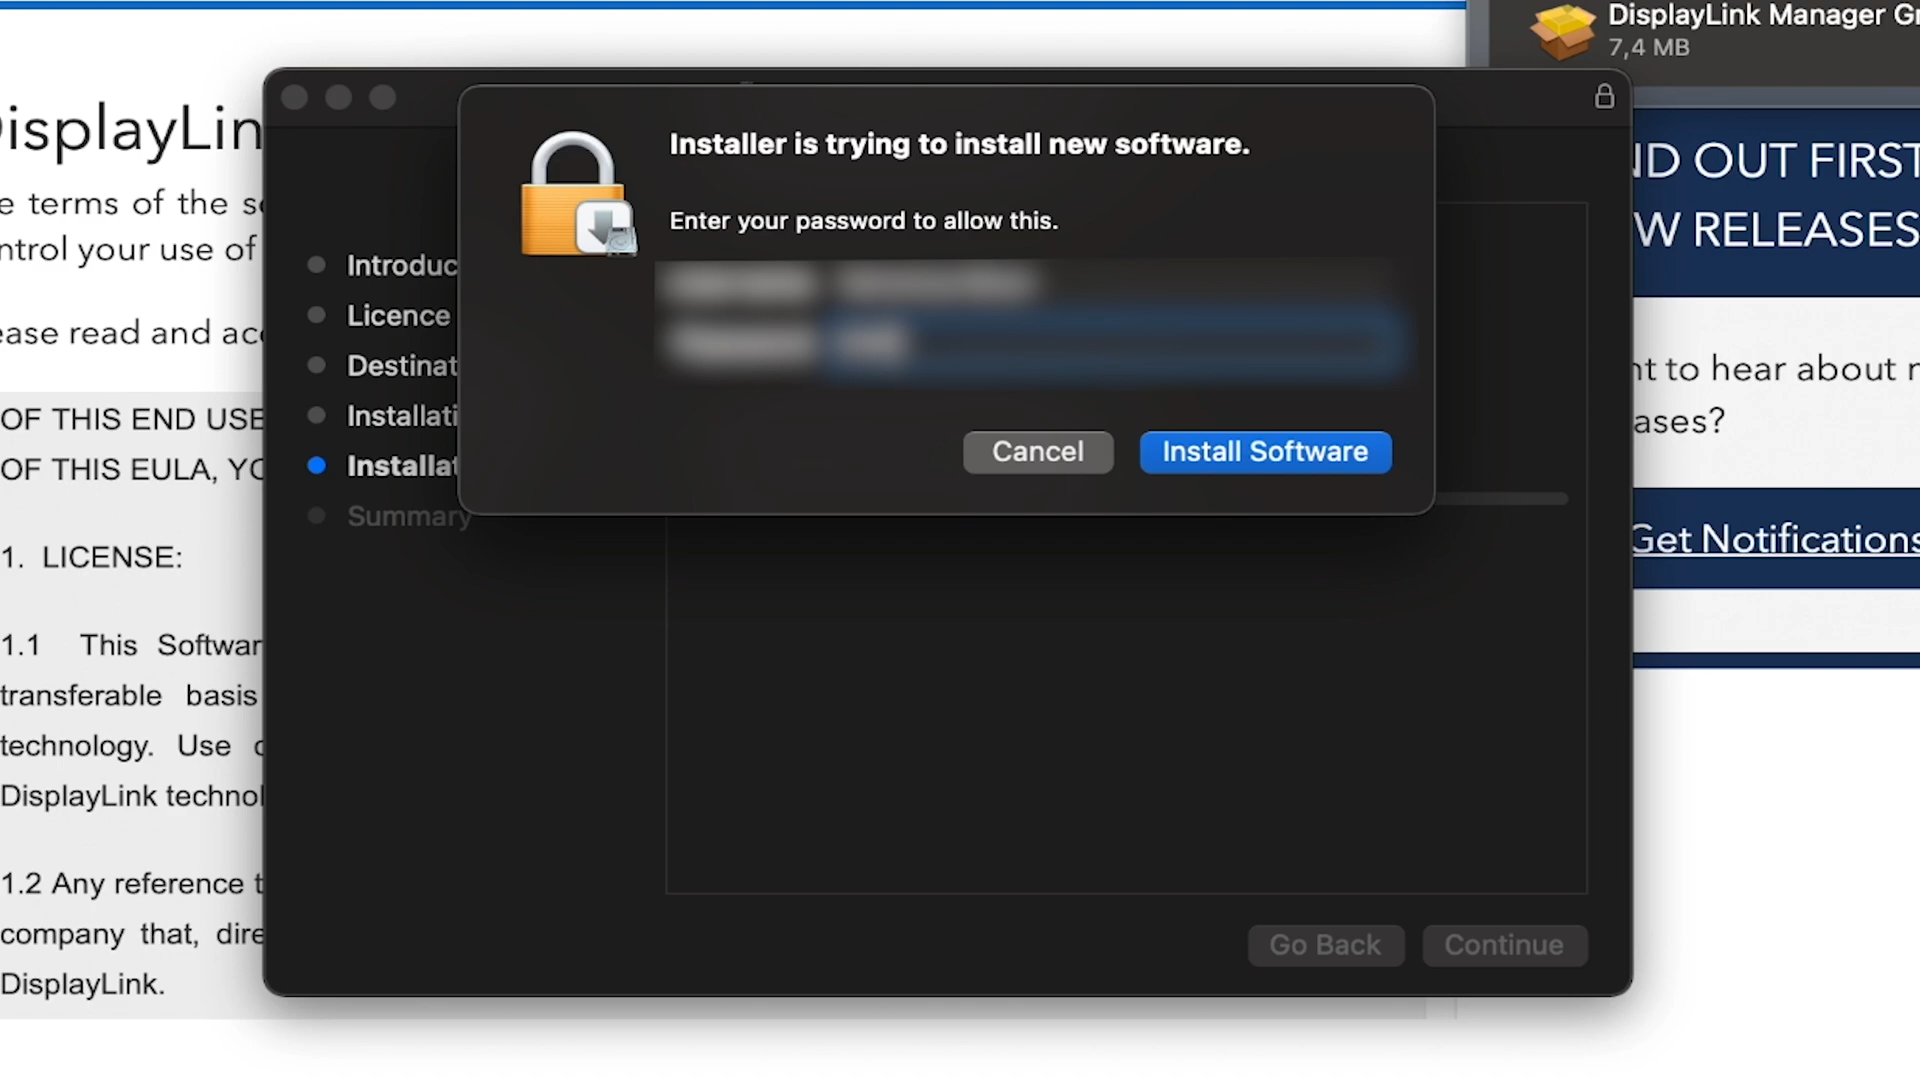 DisplayLink Manager Gr
7,4 MB
isplayLin
e terms of the s
ntrol your use of
ease read and acc
OF THIS END USE
OF THIS EULA, YO
1. LICENSE:
1.1 This Softwar
transferable basis
technology. Use
DisplayLink technol
1.2 Any reference t
company that, dire
DisplayLink.
Introduc
Licence
Destinat
Installati
Installat
Summary
Installer is trying to install new software.
Enter your password to allow this.
Cancel
Install Software
Go Back
Continue
ND OUT FIRST
W RELEASES
nt to hear about
ases?
Get Notifications